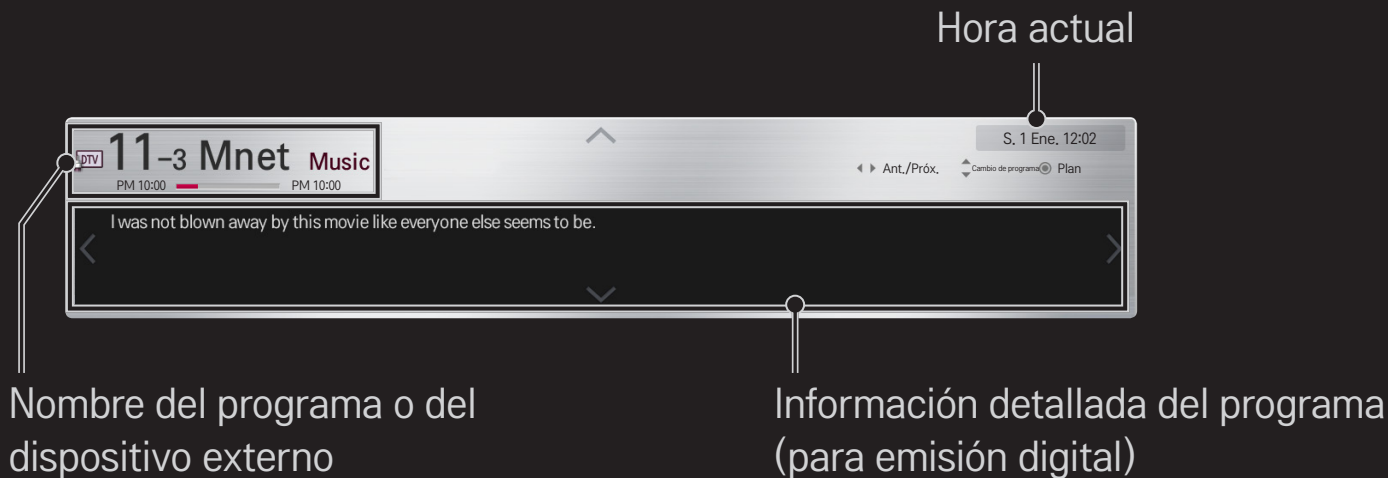 Hora actual
S. 1 Ene. 12:02
DTV 11-3 Mnet Music
PM 10:00 PM 10:00
Ant./Próx. Cambio de programa Plan
I was not blown away by this movie like everyone else seems to be.
Nombre del programa o del
dispositivo externo
Información detallada del programa
(para emisión digital)